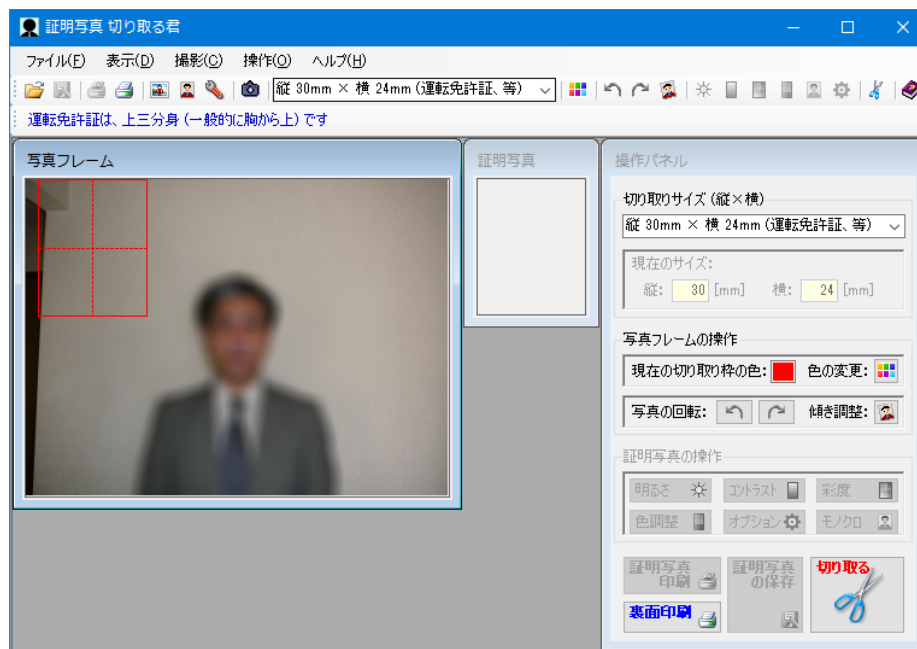 証明写真 切り取る君
ファイル(F) 表示(D) 撮影(C) 操作(O) ヘルプ(H)
縦 30mm × 横 24mm (運転免許証、等)
運転免許証は、上三分身 (一般的に胸から上) です
写真フレーム
証明写真
操作パネル
切り取りサイズ (縦×横)
縦 30mm × 横 24mm (運転免許証、等)
現在のサイズ:
縦: 30 [mm] 横: 24 [mm]
写真フレームの操作
現在の切り取り枠の色: 色の変更:
写真の回転: 傾き調整:
証明写真の操作
明るさ コントラスト 彩度
色調整 オプション モノクロ
証明写真
印刷
証明写真
の保存
切り取る
裏面印刷